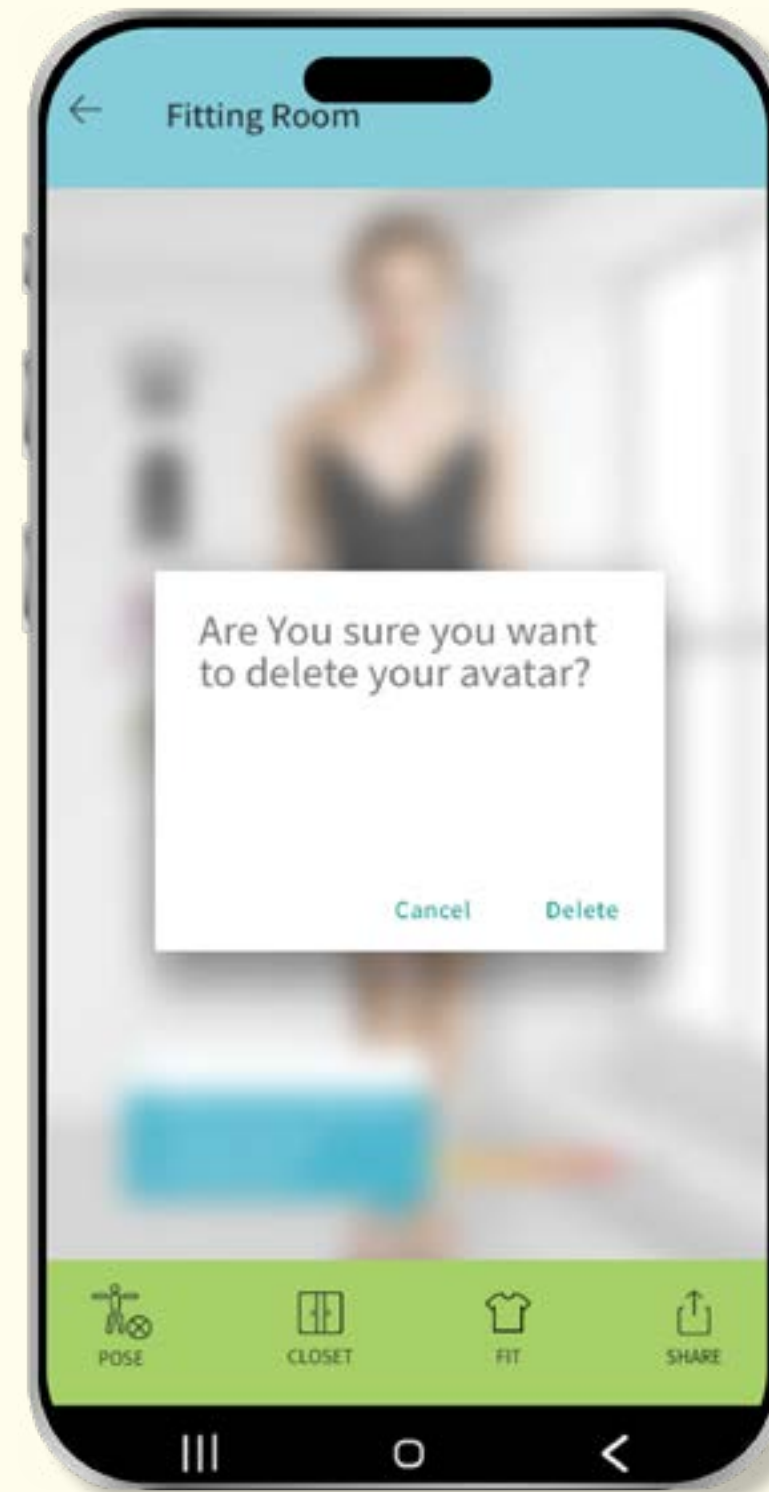 Fitting Room
Are You sure you want
to delete your avatar?
Cancel Delete
POSE CLOSET FIT SHARE